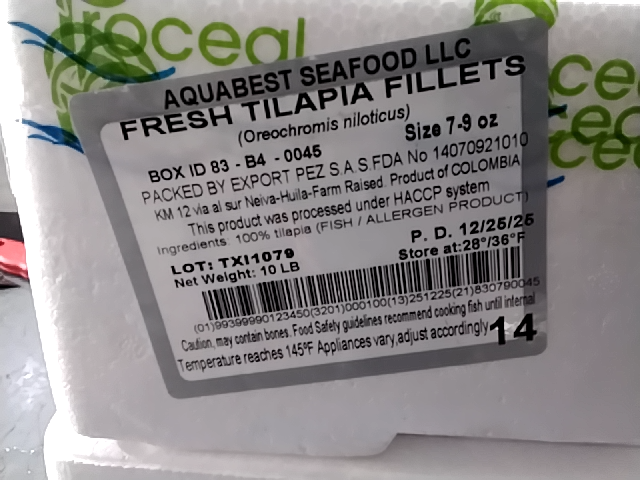 roceal
AQUABEST SEAFOOD LLC
FRESH TILAPIA FILLETS
(Oreochromis niloticus)
Size 7-9 oz
BOX ID 83 - B4 - 0045
PACKED BY EXPORT PEZ S.A.S.FDA No 14070921010
KM 12 via al sur Neiva-Huila-Farm Raised. Product of COLOMBIA
This product was processed under HACCP system
Ingredients: 100% tilapia (FISH / ALLERGEN PRODUCT)
P. D. 12/25/25
LOT: TXI1079
Store at:28°/36°F
Net Weight: 10 LB
(01)99399990123450(3201)000100(13)251225(21)830790045
Caution, may contain bones. Food Safety guidelines recommend cooking fish until internal
Temperature reaches 145°F Appliances vary,adjust accordingly
14